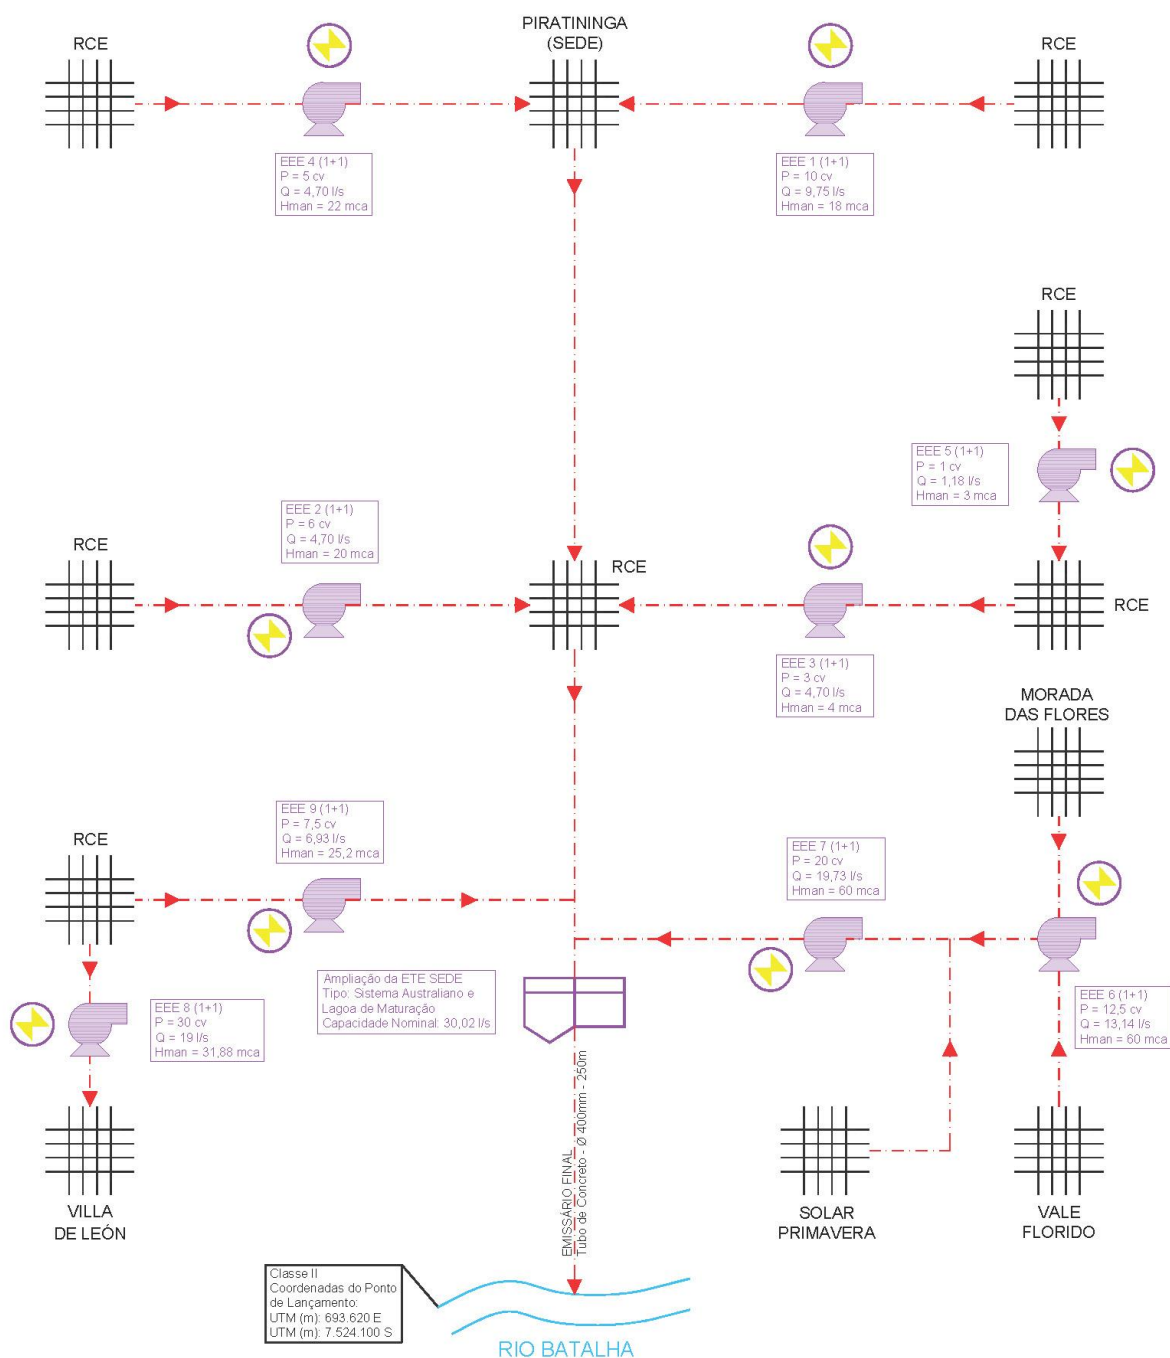 RCE
PIRATININGA
(SEDE)
RCE
EEE 4 (1+1)
P = 5 cv
Q = 4,70 l/s
Hman = 22 mca
EEE 1 (1+1)
P = 10 cv
Q = 9,75 l/s
Hman = 18 mca
RCE
EEE 5 (1+1)
P = 1 cv
Q = 1,18 l/s
Hman = 3 mca
EEE 2 (1+1)
P = 6 cv
Q = 4,70 l/s
Hman = 20 mca
RCE
RCE
RCE
EEE 3 (1+1)
P = 3 cv
Q = 4,70 l/s
Hman = 4 mca
MORADA
DAS FLORES
EEE 9 (1+1)
P = 7,5 cv
Q = 6,93 l/s
Hman = 25,2 mca
RCE
EEE 7 (1+1)
P = 20 cv
Q = 19,73 l/s
Hman = 60 mca
Ampliação da ETE SEDE
Tipo: Sistema Australiano e
Lagoa de Maturação
Capacidade Nominal: 30,02 l/s
EEE 8 (1+1)
P = 30 cv
Q = 19 l/s
Hman = 31,88 mca
EEE 6 (1+1)
P = 12,5 cv
Q = 13,14 l/s
Hman = 60 mca
EMISSÁRIO FINAL
Tubo de Concreto - Ø 400mm - 250m
VILLA
DE LEÓN
SOLAR
PRIMAVERA
VALE
FLORIDO
Classe II
Coordenadas do Ponto
de Lançamento:
UTM (m): 693.620 E
UTM (m): 7.524.100 S
RIO BATALHA